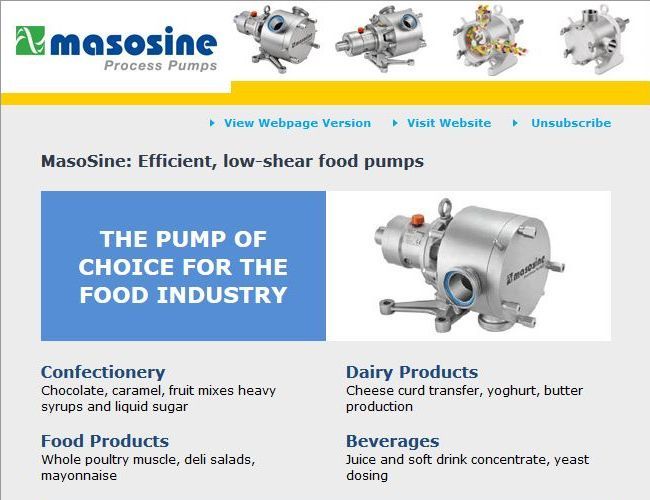 masosine
Process Pumps
View Webpage Version
Visit Website
Unsubscribe
MasoSine: Efficient, low-shear food pumps
THE PUMP OF
CHOICE FOR THE
FOOD INDUSTRY
masosine
Confectionery
Chocolate, caramel, fruit mixes heavy
syrups and liquid sugar
Dairy Products
Cheese curd transfer, yoghurt, butter
production
Food Products
Whole poultry muscle, deli salads,
mayonnaise
Beverages
Juice and soft drink concentrate, yeast
dosing